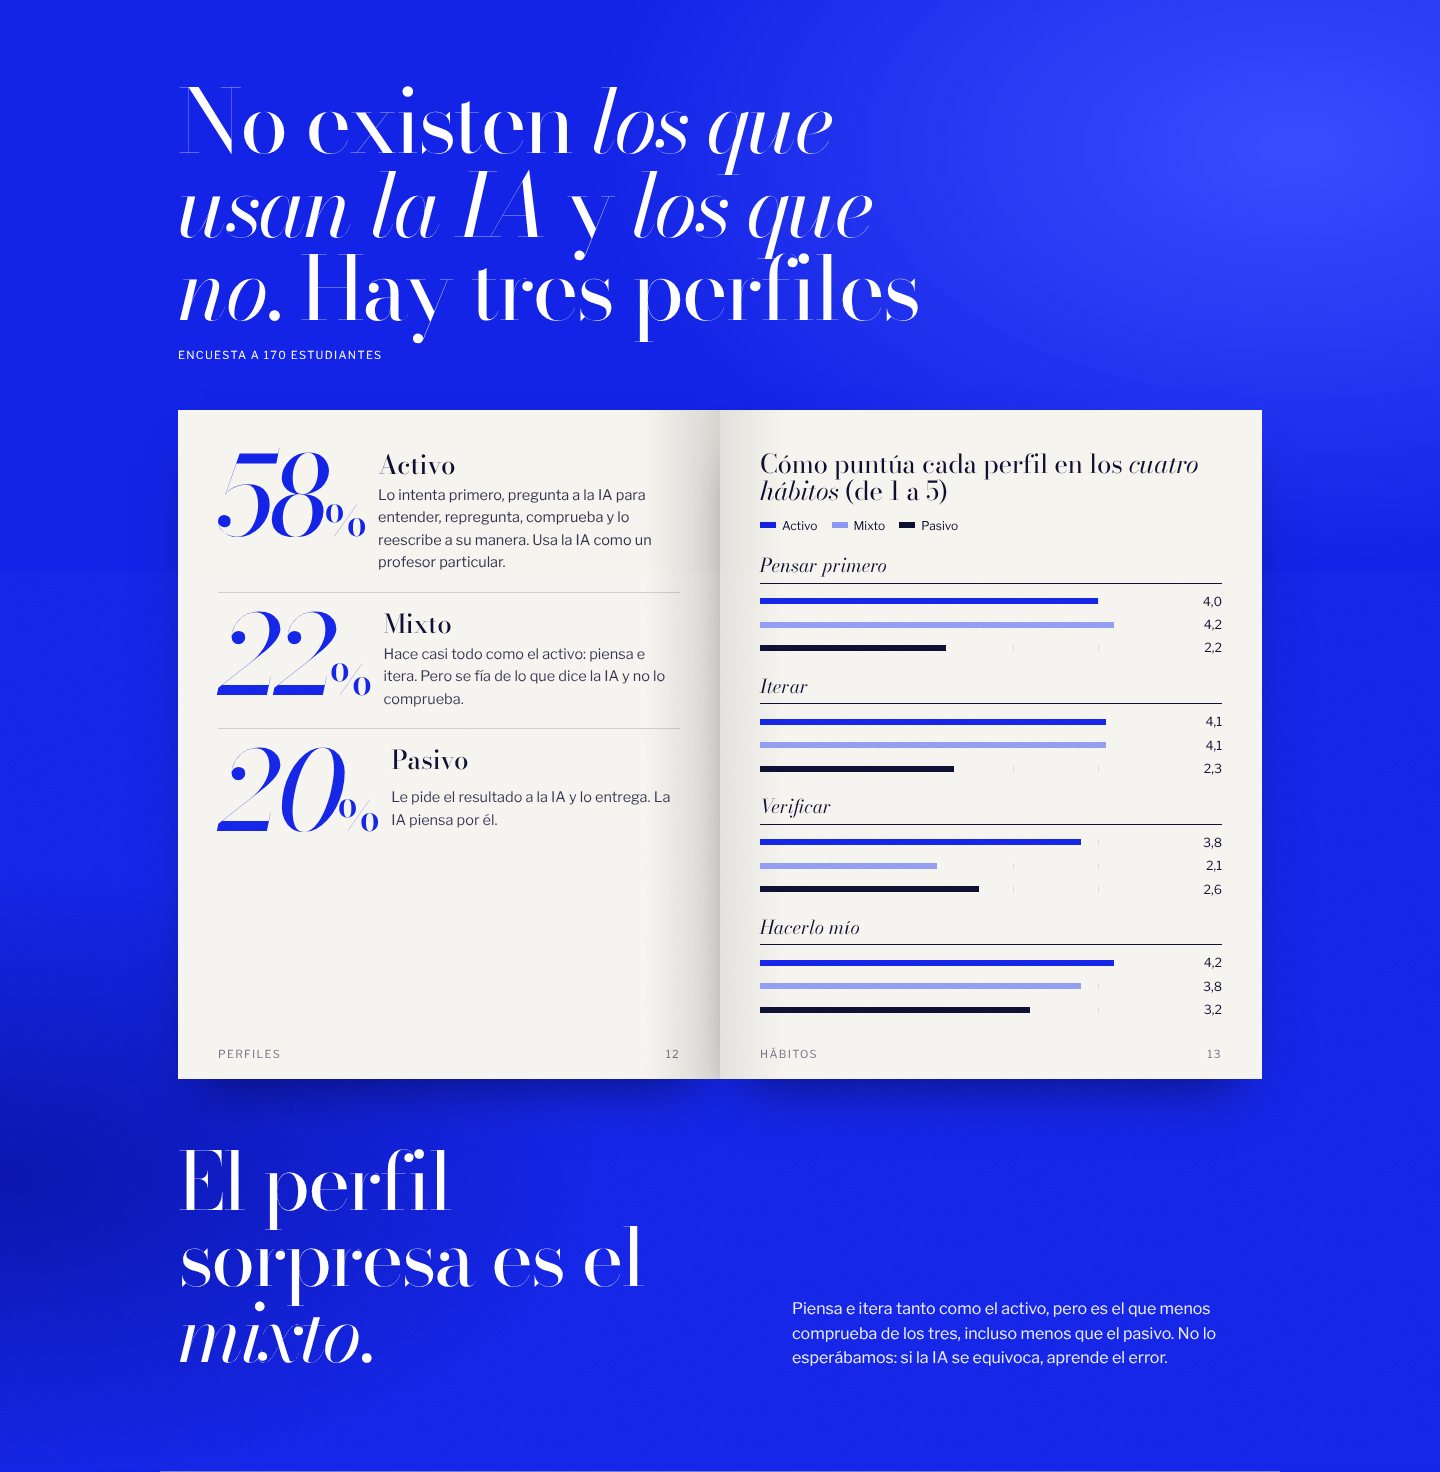 No existen los que
usan la IA y los que
no. Hay tres perfiles
ENCUESTA A 170 ESTUDIANTES
58%
Activo
Lo intenta primero, pregunta a la IA para
entender, repregunta, comprueba y lo
reescribe a su manera. Usa la IA como un
profesor particular.
22%
Mixto
Hace casi todo como el activo: piensa e
itera. Pero se fía de lo que dice la IA y no lo
comprueba.
20%
Pasivo
Le pide el resultado a la IA y lo entrega. La
IA piensa por él.
PERFILES 12
Cómo puntúa cada perfil en los cuatro
hábitos (de 1 a 5)
Activo Mixto Pasivo
Pensar primero
4,0
4,2
2,2
Iterar
4,1
4,1
2,3
Verificar
3,8
2,1
2,6
Hacerlo mío
4,2
3,8
3,2
HÁBITOS 13
El perfil
sorpresa es el
mixto.
Piensa e itera tanto como el activo, pero es el que menos
comprueba de los tres, incluso menos que el pasivo. No lo
esperábamos: si la IA se equivoca, aprende el error.